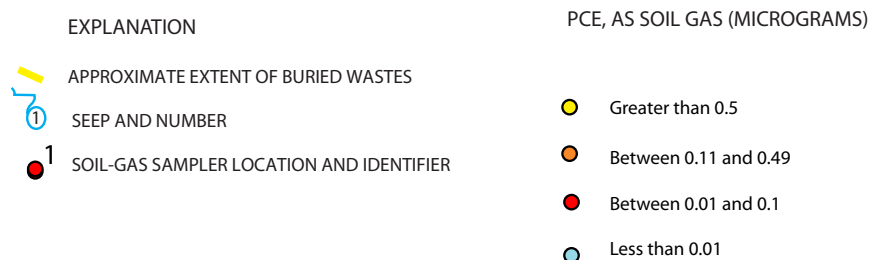 EXPLANATION
APPROXIMATE EXTENT OF BURIED WASTES
1
SEEP AND NUMBER
1
SOIL-GAS SAMPLER LOCATION AND IDENTIFIER
PCE, AS SOIL GAS (MICROGRAMS)
Greater than 0.5
Between 0.11 and 0.49
Between 0.01 and 0.1
Less than 0.01